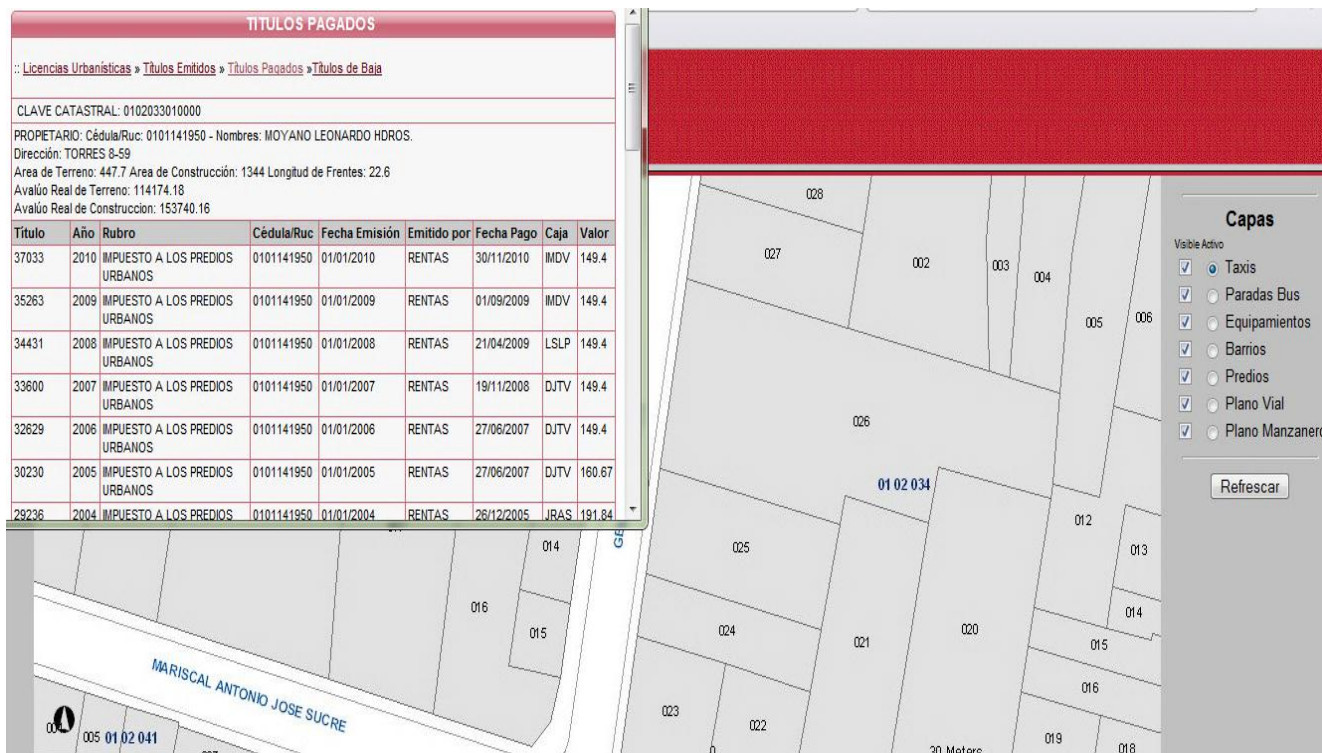 TITULOS PAGADOS
:: Licencias Urbanísticas » Títulos Emitidos » Títulos Pagados »Títulos de Baja
CLAVE CATASTRAL: 0102033010000
PROPIETARIO: Cédula/Ruc: 0101141950 - Nombres: MOYANO LEONARDO HDROS.
Dirección: TORRES 8-59
Area de Terreno: 447.7 Area de Construcción: 1344 Longitud de Frentes: 22.6
Avalúo Real de Terreno: 114174.18
Avalúo Real de Construccion: 153740.16
Título Año Rubro Cédula/Ruc Fecha Emisión Emitido por Fecha Pago Caja Valor
37033 2010 IMPUESTO A LOS PREDIOS URBANOS 0101141950 01/01/2010 RENTAS 30/11/2010 IMDV 149.4
35263 2009 IMPUESTO A LOS PREDIOS URBANOS 0101141950 01/01/2009 RENTAS 01/09/2009 IMDV 149.4
34431 2008 IMPUESTO A LOS PREDIOS URBANOS 0101141950 01/01/2008 RENTAS 21/04/2009 LSLP 149.4
33600 2007 IMPUESTO A LOS PREDIOS URBANOS 0101141950 01/01/2007 RENTAS 19/11/2008 DJTV 149.4
32629 2006 IMPUESTO A LOS PREDIOS URBANOS 0101141950 01/01/2006 RENTAS 27/06/2007 DJTV 149.4
30230 2005 IMPUESTO A LOS PREDIOS URBANOS 0101141950 01/01/2005 RENTAS 27/06/2007 DJTV 160.67
29236 2004 IMPUESTO A LOS PREDIOS 0101141950 01/01/2004 RENTAS 26/12/2005 JRAS 191.84
028
027
002
003
004
005
006
026
01 02 034
012
013
014
025
014
016
015
024
021
020
015
016
023
022
019
018
20 Meters
0
MARISCAL ANTONIO JOSE SUCRE
GE
004
005
01 02 041
Capas
Visible Activo
Taxis
Paradas Bus
Equipamientos
Barrios
Predios
Plano Vial
Plano Manzanero
Refrescar